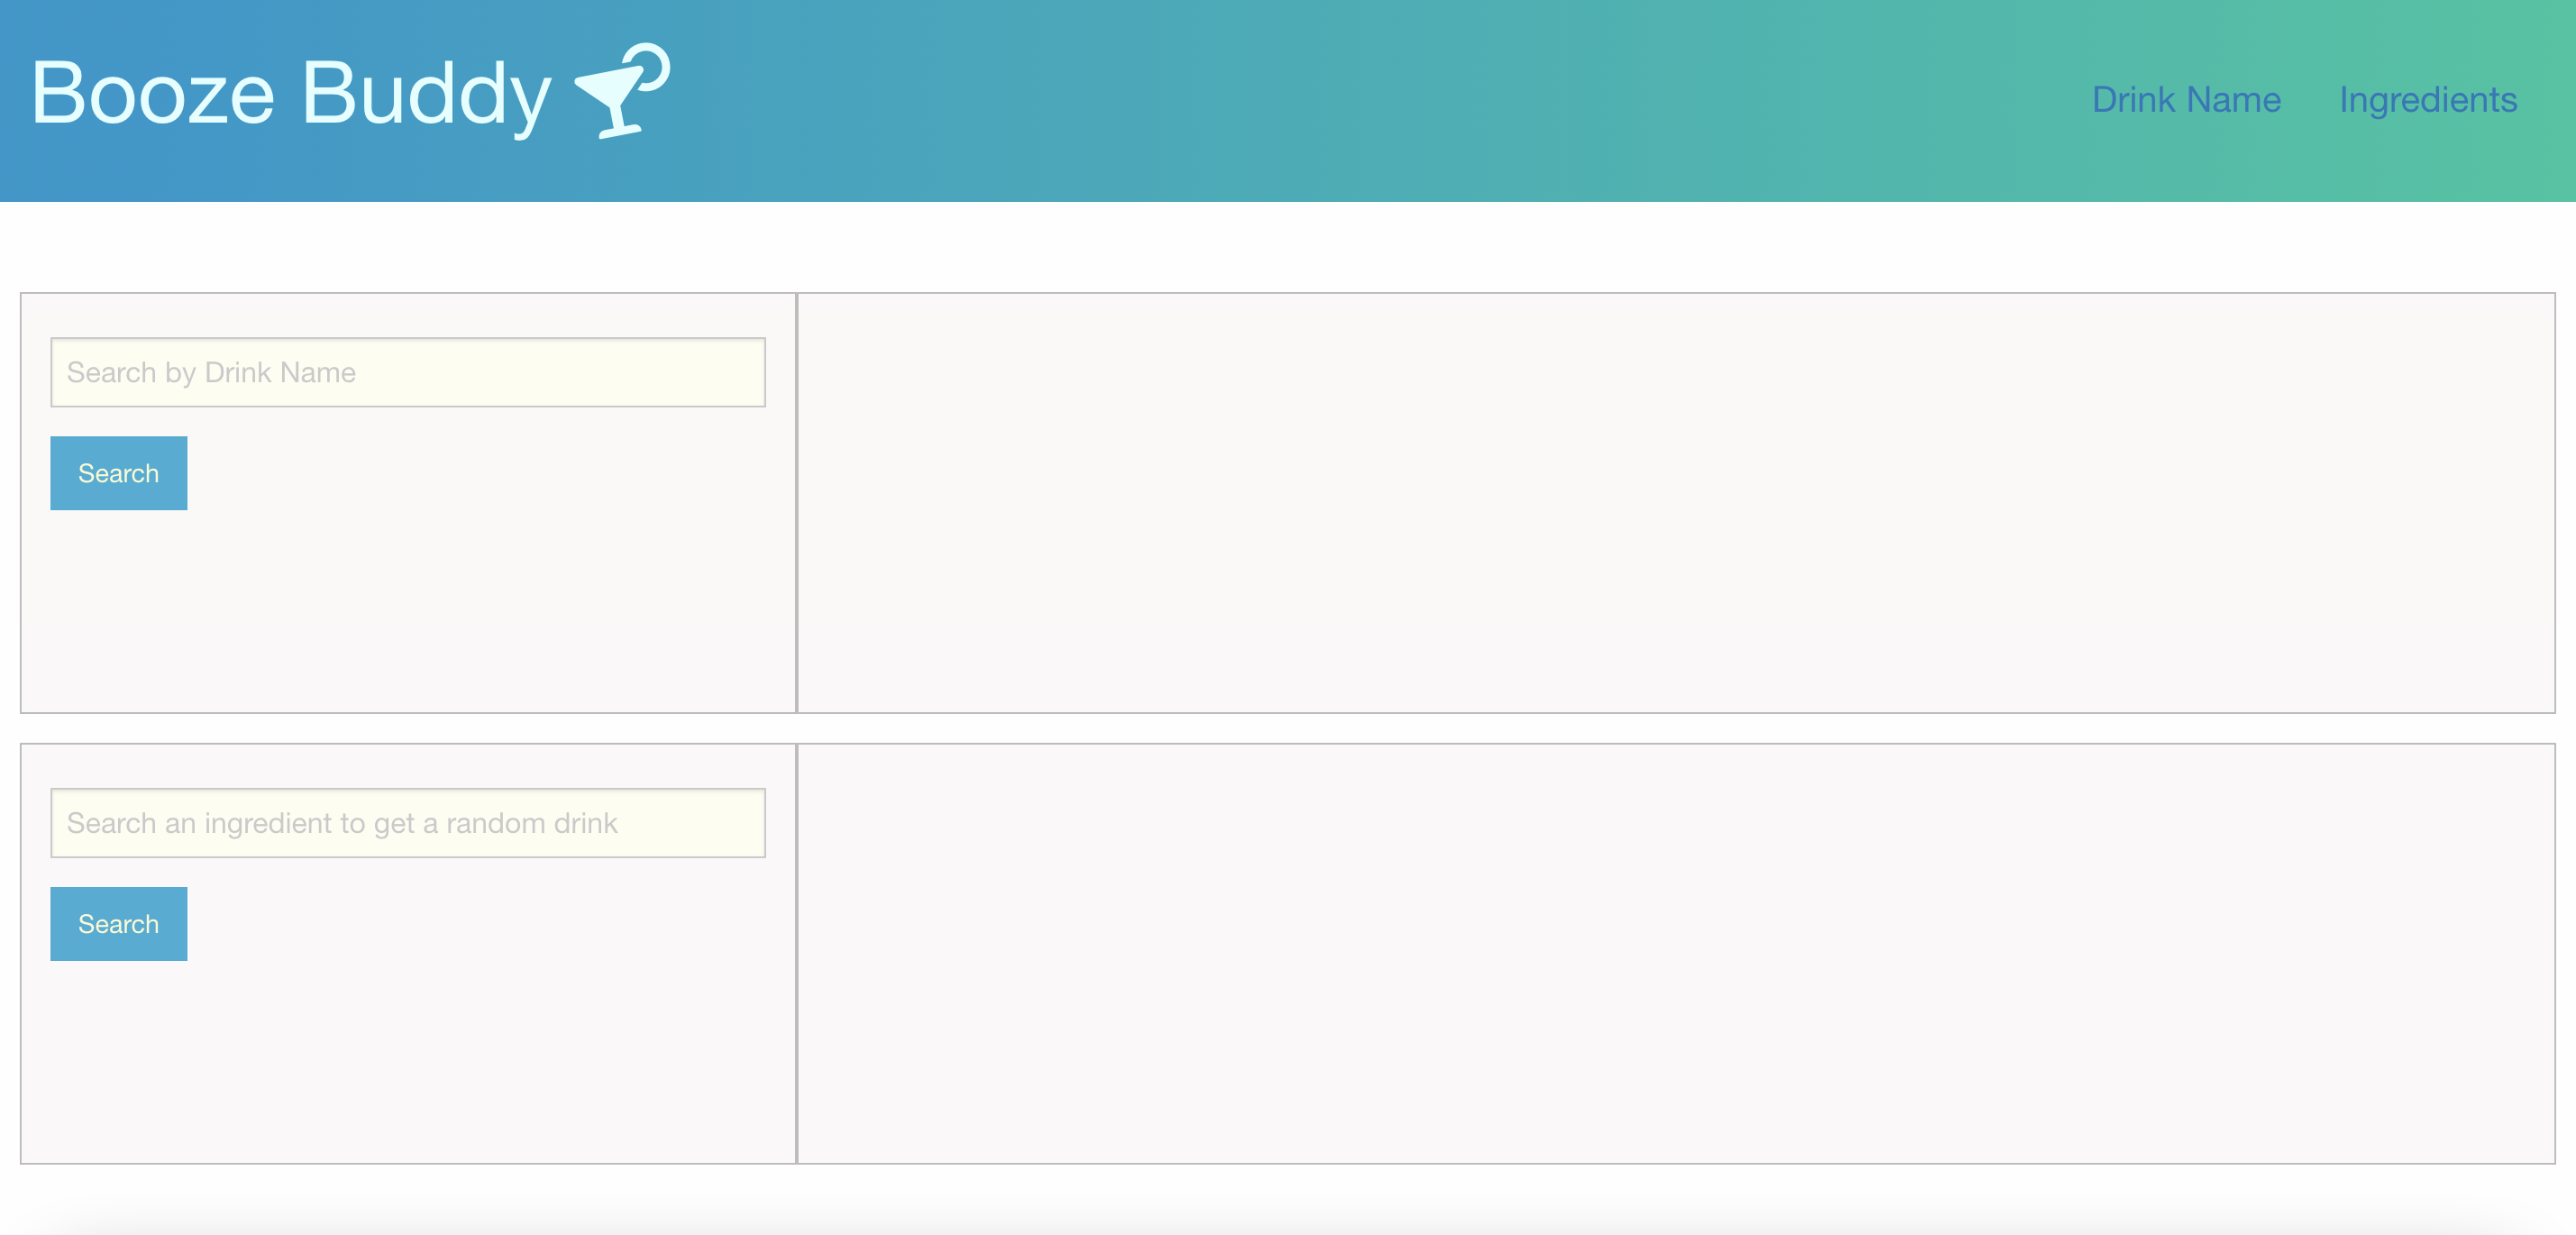 Booze Buddy
Drink Name Ingredients
Search by Drink Name
Search
Search an ingredient to get a random drink
Search